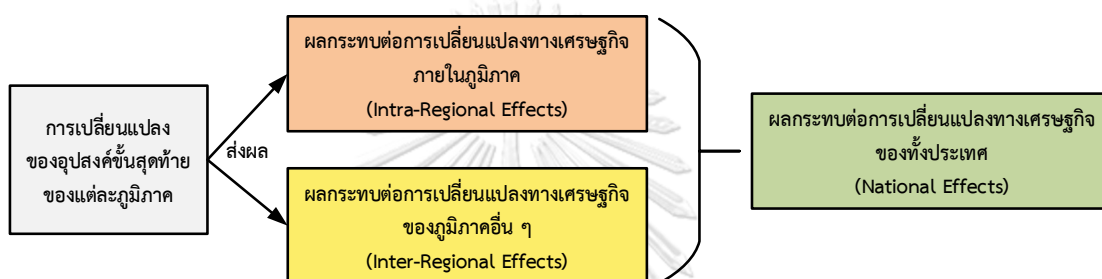 การเปลี่ยนแปลง
ของอุปสงค์ขั้นสุดท้าย
ของแต่ละภูมิภาค
ส่งผล
ผลกระทบต่อการเปลี่ยนแปลงทางเศรษฐกิจ
ภายในภูมิภาค
(Intra-Regional Effects)
ผลกระทบต่อการเปลี่ยนแปลงทางเศรษฐกิจ
ของภูมิภาคอื่น ๆ
(Inter-Regional Effects)
ผลกระทบต่อการเปลี่ยนแปลงทางเศรษฐกิจ
ของทั้งประเทศ
(National Effects)